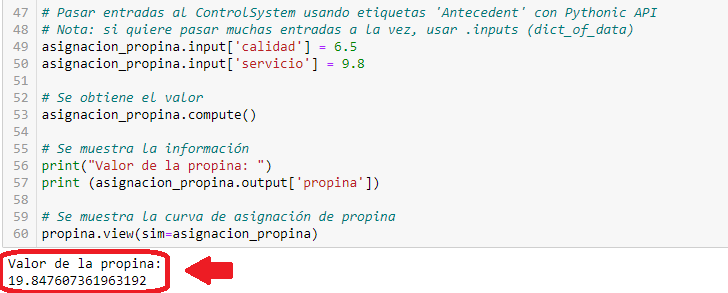 47 # Pasar entradas al ControlSystem usando etiquetas 'Antecedent' con Pythonic API
48 # Nota: si quiere pasar muchas entradas a la vez, usar .inputs (dict_of_data)
49 asignacion_propina.input['calidad'] = 6.5
50 asignacion_propina.input['servicio'] = 9.8
51
52 # Se obtiene el valor
53 asignacion_propina.compute()
54
55 # Se muestra la información
56 print("Valor de la propina: ")
57 print (asignacion_propina.output['propina'])
58
59 # Se muestra la curva de asignación de propina
60 propina.view(sim=asignacion_propina)
Valor de la propina:
19.847607361963192